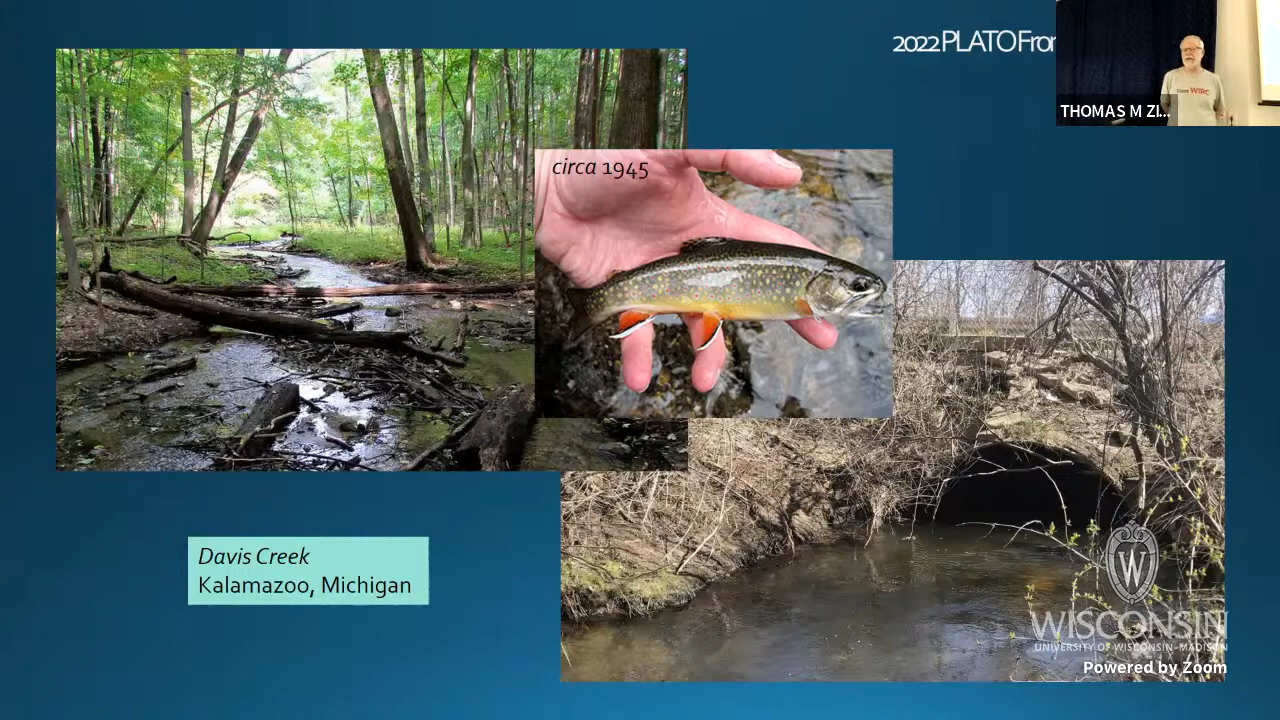 2022 PLATO Fron
THOMAS M ZI...
WIRC
circa 1945
Davis Creek
Kalamazoo, Michigan
W
WISCONSIN
UNIVERSITY OF WISCONSIN–MADISON
Powered by Zoom